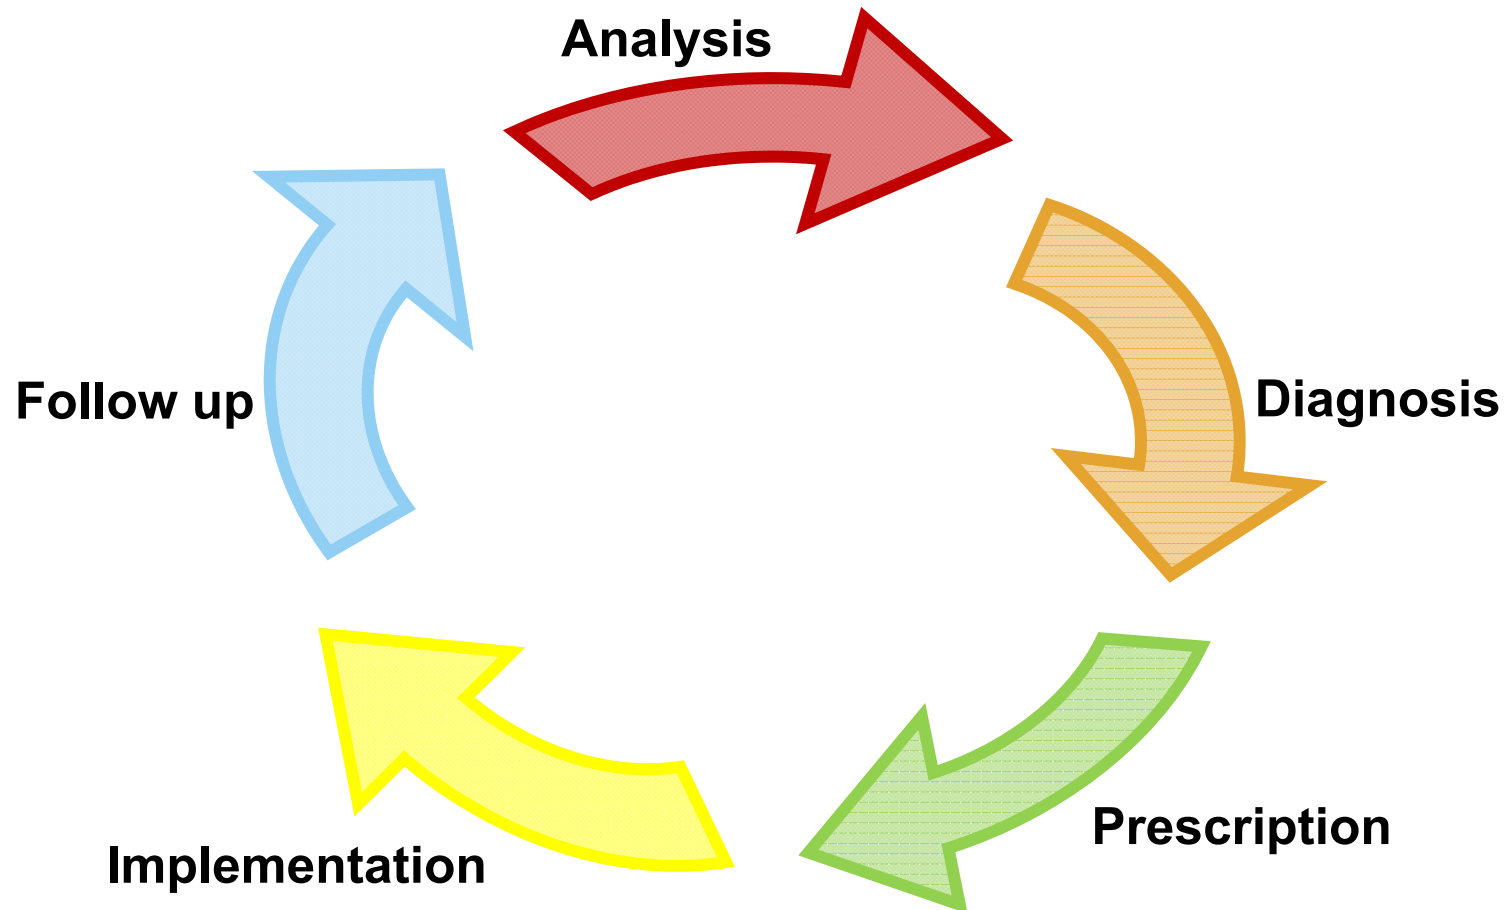 Analysis
Diagnosis
Prescription
Implementation
Follow up